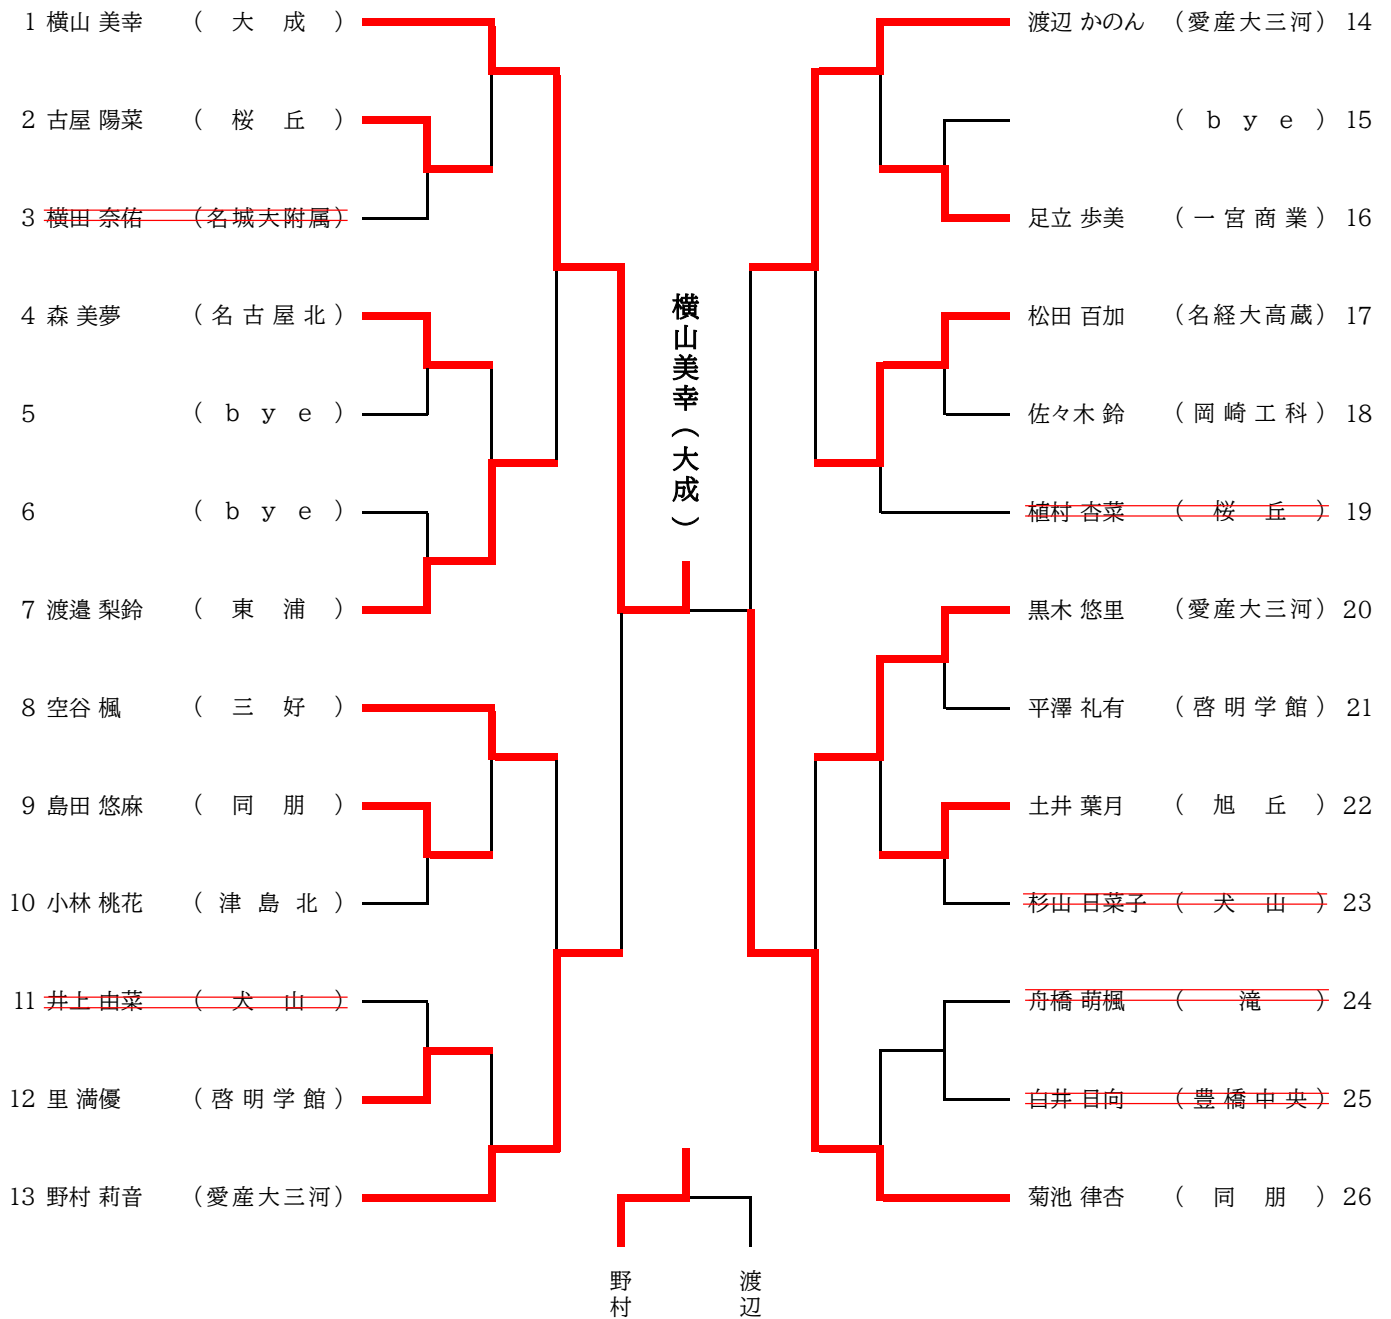 1 横山 美幸 （ 大 成 ）
2 古屋 陽菜 （ 桜 丘 ）
3 横田 奈佑 （名城大附属）
4 森 美夢 （ 名 古 屋 北 ）
5 （ ｂ ｙ ｅ ）
6 （ ｂ ｙ ｅ ）
7 渡邉 梨鈴 （ 東 浦 ）
8 空谷 楓 （ 三 好 ）
9 島田 悠麻 （ 同 朋 ）
10 小林 桃花 （ 津 島 北 ）
11 井上 由菜 （ 犬 山 ）
12 里 満優 （ 啓 明 学 館 ）
13 野村 莉音 （愛産大三河）
横山美幸（大成）
野村
渡辺
渡辺 かのん （愛産大三河） 14
（ ｂ ｙ ｅ ） 15
足立 歩美 （ 一 宮 商 業 ） 16
松田 百加 （名経大高蔵） 17
佐々木 鈴 （ 岡 崎 工 科 ） 18
植村 杏菜 （ 桜 丘 ） 19
黒木 悠里 （愛産大三河） 20
平澤 礼有 （ 啓 明 学 館 ） 21
土井 葉月 （ 旭 丘 ） 22
杉山 日菜子 （ 犬 山 ） 23
舟橋 萌楓 （ 滝 ） 24
白井 日向 （ 豊 橋 中 央 ） 25
菊池 律杏 （ 同 朋 ） 26